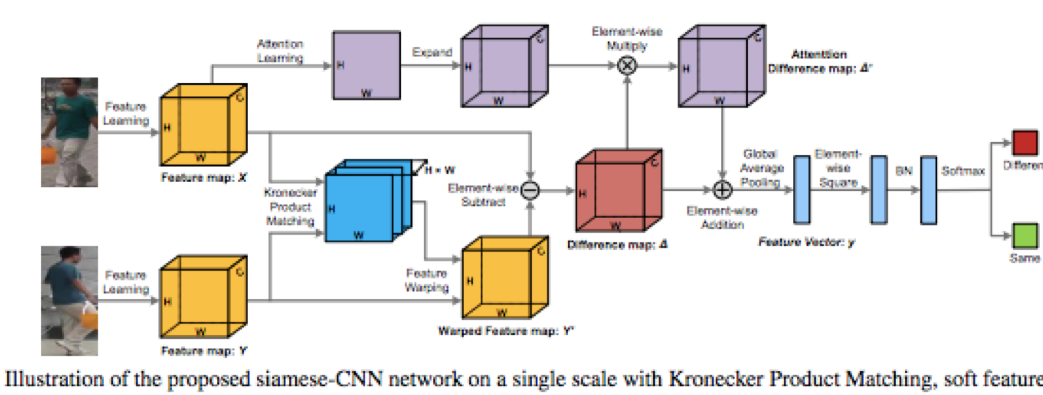 Attention
Learning
Expand
Element-wise
Multiply
H
W
H
W
C
H
W
C
Attenttion
Difference map: Δ'
Feature
Learning
H
W
C
Feature map: X
Kronecker
Product
Matching
H
W
H × W
Element-wise
Subtract
H
W
C
Difference map: Δ
Element-wise
Addition
Global
Average
Pooling
Element-
wise
Square
BN
Softmax
Feature Vector: y
Differen
Same
Feature
Learning
H
W
C
Feature map: Y
Feature
Warping
H
W
C
Warped Feature map: Y'
Illustration of the proposed siamese-CNN network on a single scale with Kronecker Product Matching, soft feature